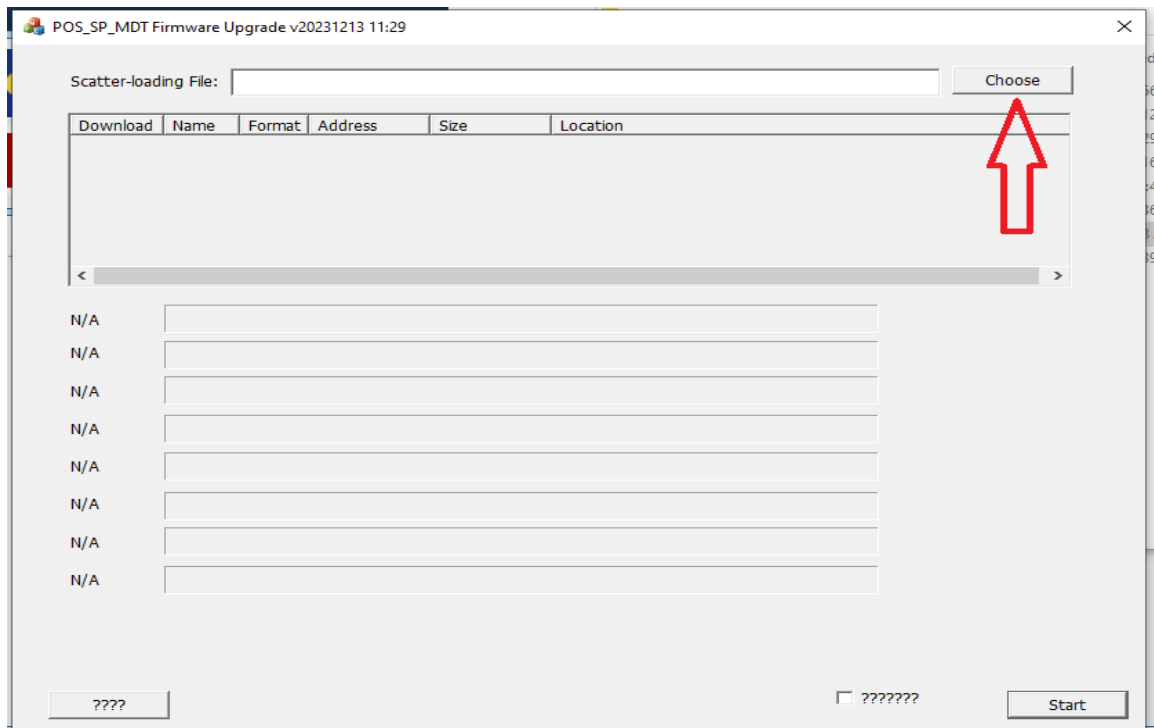 POS_SP_MDT Firmware Upgrade v20231213 11:29
Scatter-loading File: Choose
Download Name Format Address Size Location
N/A
N/A
N/A
N/A
N/A
N/A
N/A
N/A
???? ??????? Start